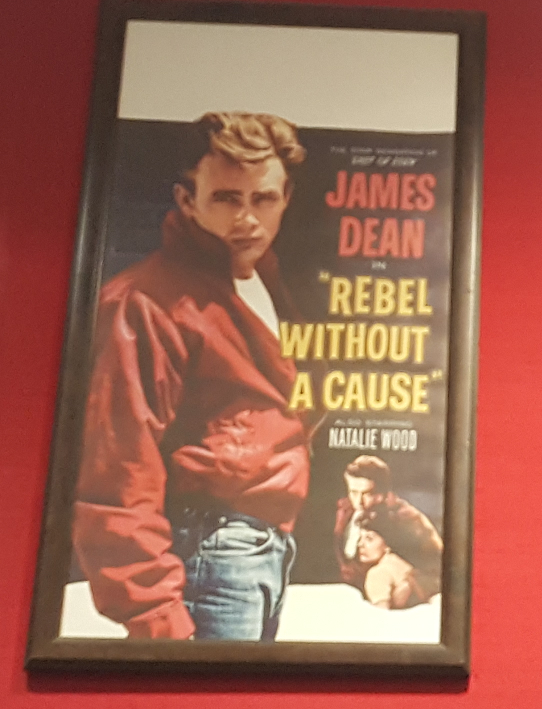 THE STAR SENSATION OF
"EAST OF EDEN"
JAMES
DEAN
IN
"REBEL
WITHOUT
A CAUSE"
ALSO STARRING
NATALIE WOOD